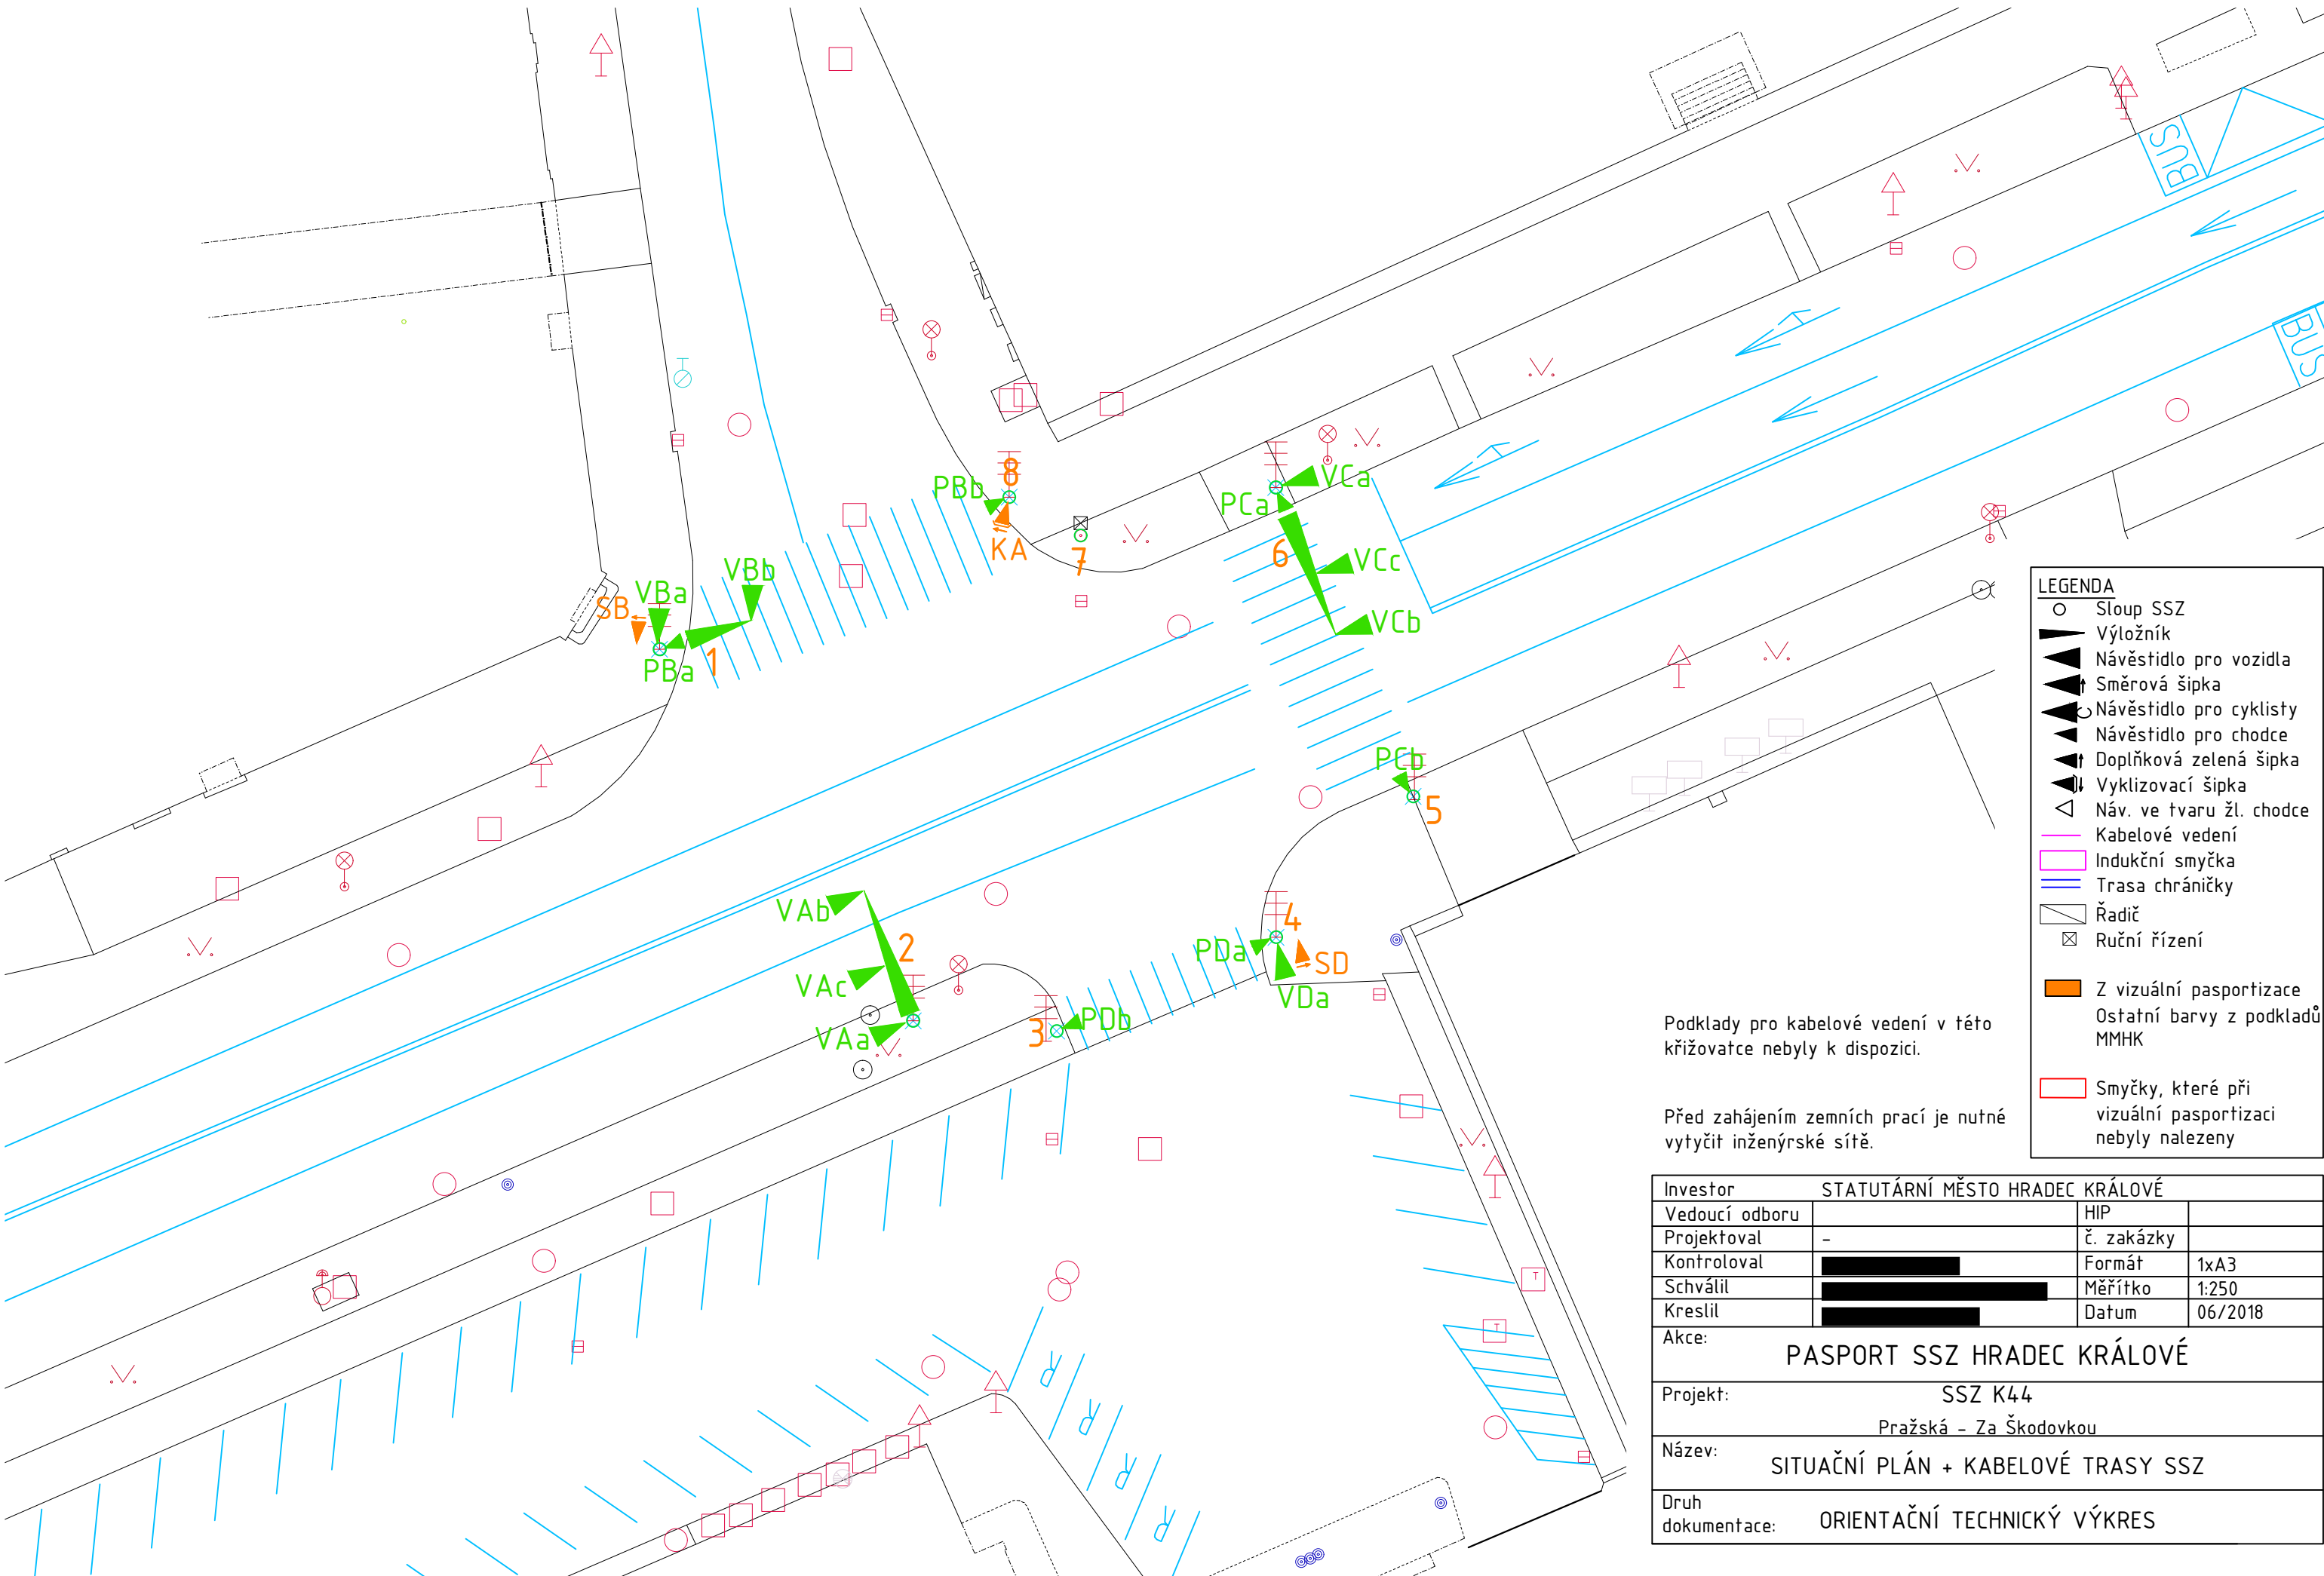 BUS
BUS
8
PBb
KA
7
VCa
PCa
6
VCc
VCb
VBb
VBa
SB
PBa
1
PCb
5
VAb
2
VAc
VAa
3
PDb
4
PDa
SD
VDa
R
R
R
R
T
T
LEGENDA
Sloup SSZ
Výložník
Návěstidlo pro vozidla
Směrová šipka
Návěstidlo pro cyklisty
Návěstidlo pro chodce
Doplňková zelená šipka
Vyklizovací šipka
Náv. ve tvaru žl. chodce
Kabelové vedení
Indukční smyčka
Trasa chráničky
Řadič
Ruční řízení
Z vizuální pasportizace
Ostatní barvy z podkladů
MMHK
Smyčky, které při
vizuální pasportizaci
nebyly nalezeny
Podklady pro kabelové vedení v této
křižovatce nebyly k dispozici.
Před zahájením zemních prací je nutné
vytyčit inženýrské sítě.
Investor STATUTÁRNÍ MĚSTO HRADEC KRÁLOVÉ
Vedoucí odboru HIP
Projektoval - č. zakázky
Kontroloval Formát 1xA3
Schválil Měřítko 1:250
Kreslil Datum 06/2018
Akce:
PASPORT SSZ HRADEC KRÁLOVÉ
Projekt: SSZ K44
Pražská - Za Škodovkou
Název:
SITUAČNÍ PLÁN + KABELOVÉ TRASY SSZ
Druh
dokumentace: ORIENTAČNÍ TECHNICKÝ VÝKRES